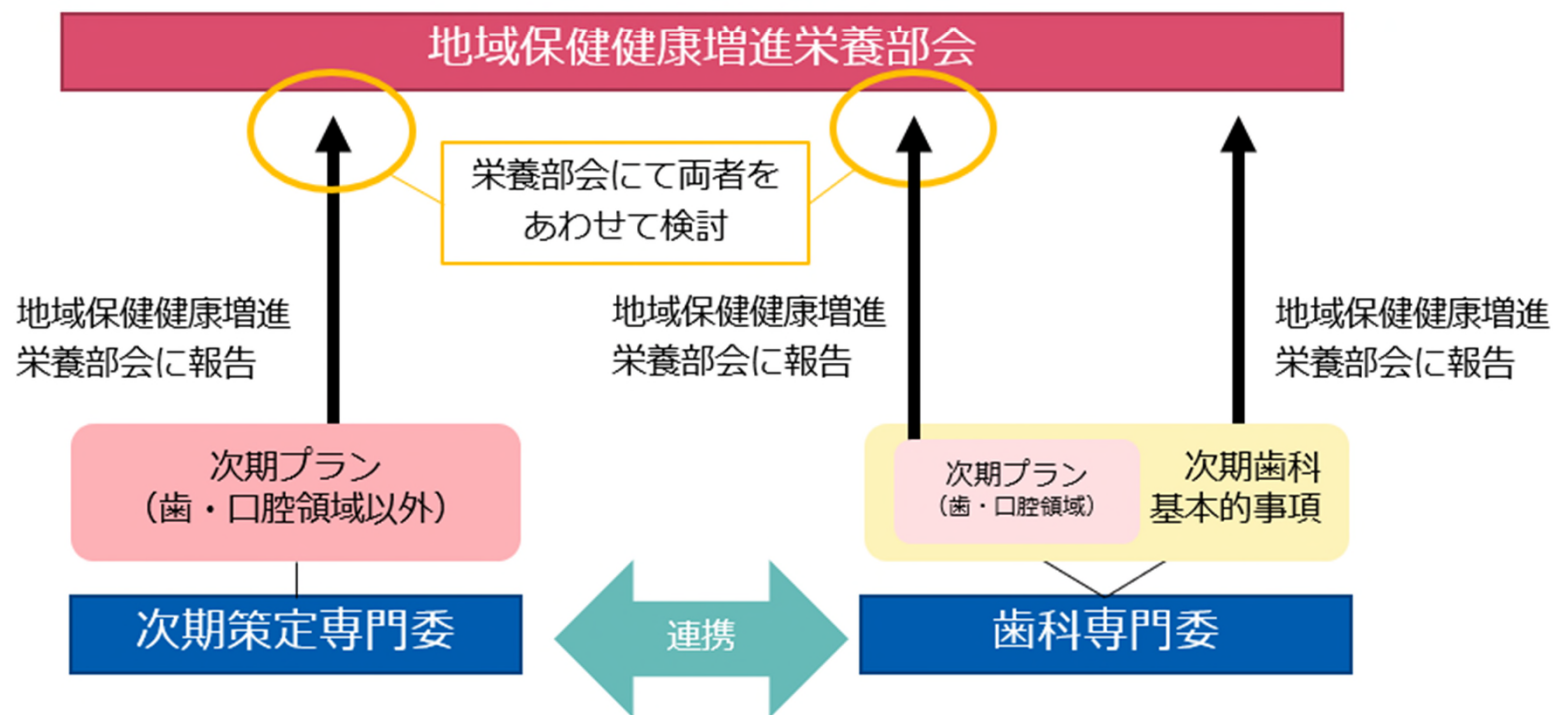 地域保健健康増進栄養部会
栄養部会にて両者を
あわせて検討
地域保健健康増進
栄養部会に報告
地域保健健康増進
栄養部会に報告
地域保健健康増進
栄養部会に報告
次期プラン
（歯・口腔領域以外）
次期プラン
（歯・口腔領域）
次期歯科
基本的事項
次期策定専門委
連携
歯科専門委